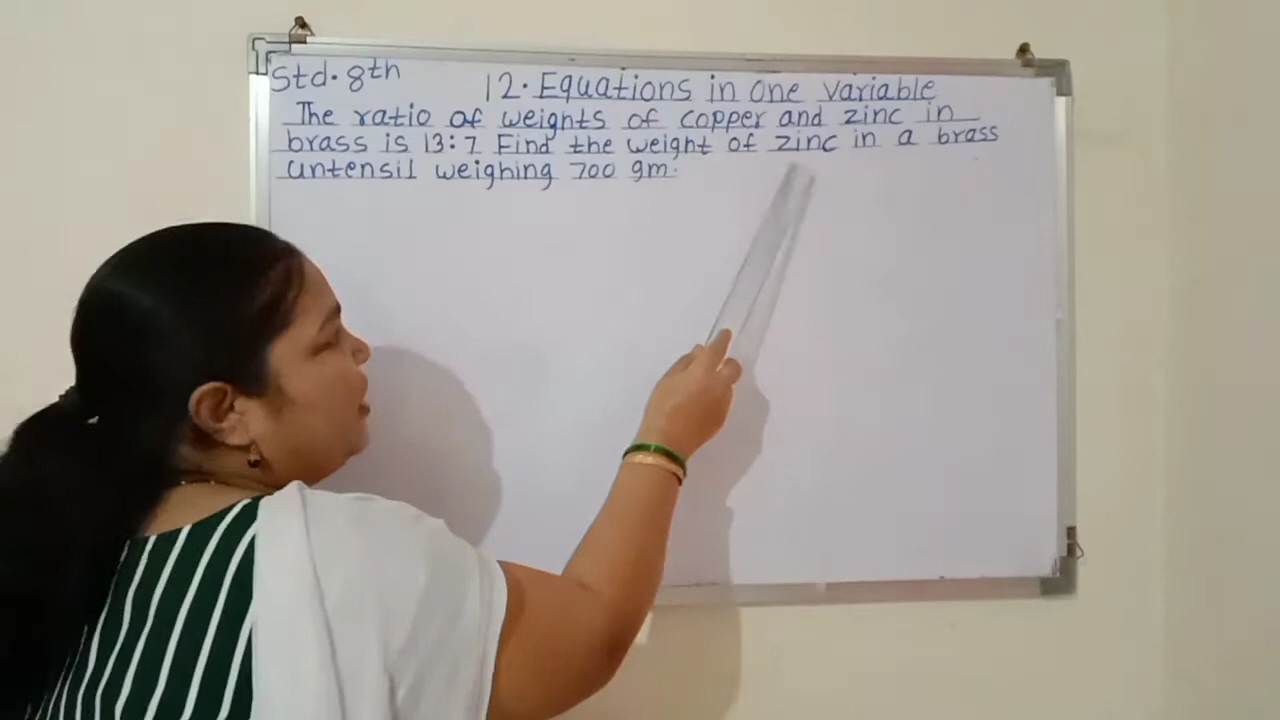 Std. 8th
12. Equations in one variable
The ratio of weights of copper and zinc in
brass is 13:7 Find the weight of zinc in a brass
untensil weighing 700 gm.